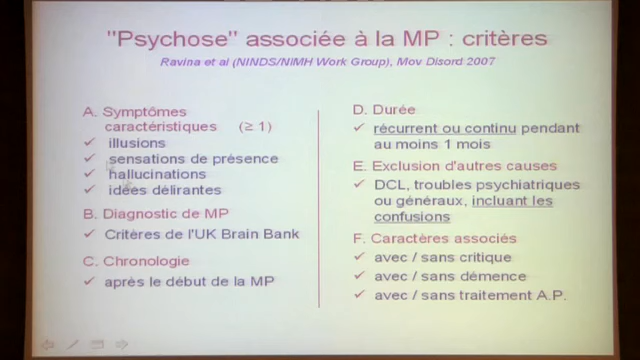 "Psychose" associée à la MP : critères
Ravina et al (NINDS/NIMH Work Group), Mov Disord 2007
A. Symptômes
caractéristiques (≥ 1)
✓ illusions
✓ sensations de présence
✓ hallucinations
✓ idées délirantes
B. Diagnostic de MP
✓ Critères de l'UK Brain Bank
C. Chronologie
✓ après le début de la MP
D. Durée
✓ récurrent ou continu pendant
au moins 1 mois
E. Exclusion d'autres causes
✓ DCL, troubles psychiatriques
ou généraux, incluant les
confusions
F. Caractères associés
✓ avec / sans critique
✓ avec / sans démence
✓ avec / sans traitement A.P.